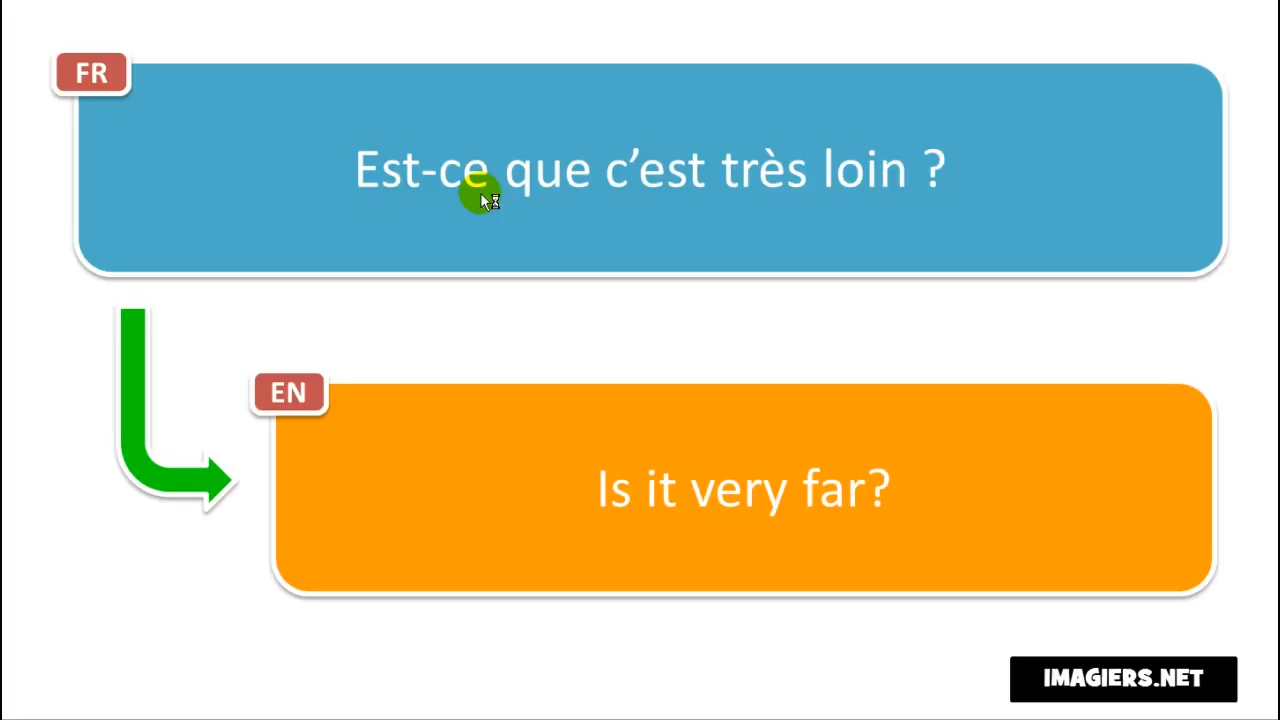 FR
Est-ce que c’est très loin ?
EN
Is it very far?
IMAGIERS.NET